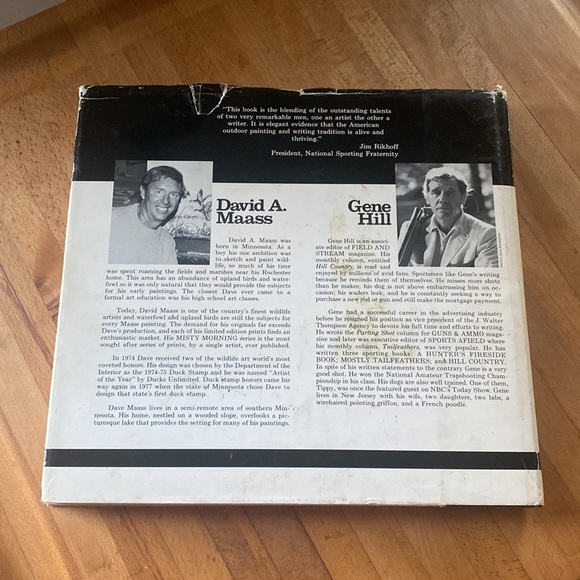 "This book is the blending of the outstanding talents
of two very remarkable men, one an artist the other a
writer. It is elegant evidence that the American
outdoor painting and writing tradition is alive and
thriving."
Jim Rikhoff
President, National Sporting Fraternity
David A.
Maass
David A. Maass was
born in Minnesota. As a
boy his one ambition was
to sketch and paint wild-
life, so much of his time
was spent roaming the fields and marshes near his Rochester
home. This area has an abundance of upland birds and water-
fowl so it was only natural that they would provide the subjects
for his early paintings. The closest Dave ever came to a
formal art education was his high school art classes.
Today, David Maass is one of the country's finest wildlife
artists and waterfowl and upland birds are still the subjects for
every Maass painting. The demand for his originals far exceeds
Dave's production, and each of his limited edition prints finds an
enthusiastic market. His MISTY MORNING series is the most
sought after series of prints, by a single artist, ever published.
In 1974 Dave received two of the wildlife art world's most
coveted honors. His design was chosen by the Department of the
Interior as the 1974-75 Duck Stamp and he was named "Artist
of the Year" by Ducks Unlimited. Duck stamp honors came his
way again in 1977 when the state of Minnesota chose Dave to
design that state's first duck stamp.
Dave Maass lives in a semi-remote area of southern Min-
nesota. His home, nestled on a wooded slope, overlooks a pic-
turesque lake that provides the setting for many of his paintings.
Gene
Hill
Gene Hill is an associ-
ate editor of FIELD AND
STREAM magazine. His
monthly column, entitled
Hill Country, is read and
enjoyed by millions of avid fans. Sportsmen like Gene's writing
because he reminds them of themselves. He misses more shots
than he makes; his dog is not above embarrassing him on oc-
casion; his waders leak; and he is constantly seeking a way to
purchase a new rod or gun and still make the mortgage payment.
Gene had a successful career in the advertising industry
before he resigned his position as vice president of the J. Walter
Thompson Agency to devote his full time and efforts to writing.
He wrote the Parting Shot column for GUNS & AMMO maga-
zine and later was executive editor of SPORTS AFIELD where
his monthly column, Tailfeathers, was very popular. He has
written three sporting books: A HUNTER'S FIRESIDE
BOOK; MOSTLY TAILFEATHERS; and HILL COUNTRY.
In spite of his written statements to the contrary Gene is a very
good shot. He won the National Amateur Trapshooting Cham-
pionship in his class. His dogs are also well trained. One of them,
Tippy, was once the featured guest on NBC's Today Show. Gene
lives in New Jersey with his wife, two daughters, two labs, a
wirehaired pointing griffon, and a French poodle.